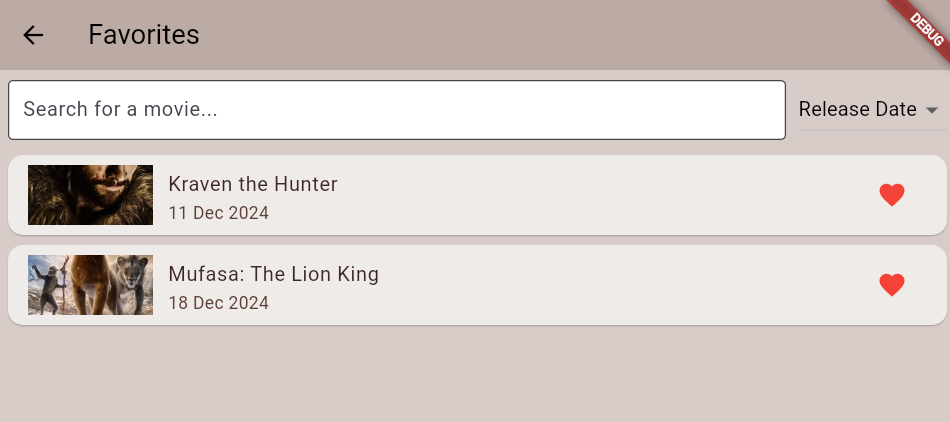 Favorites
DEBUG
Search for a movie...
Release Date
Kraven the Hunter
11 Dec 2024
Mufasa: The Lion King
18 Dec 2024